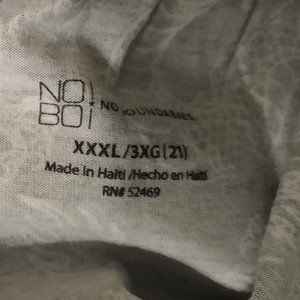 NO!
BO! NO BOUNDARIES
XXXL/3XG (21)
Made in Haiti /Hecho en Haiti
RN# 52469